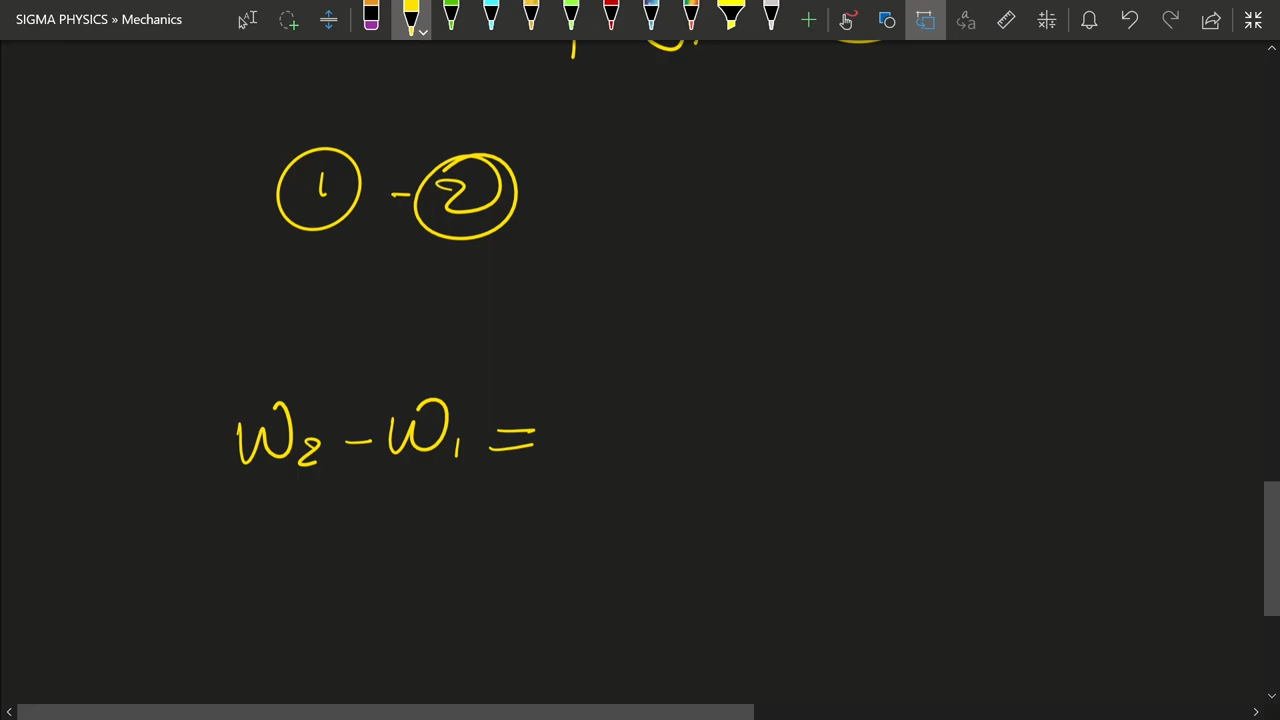 SIGMA PHYSICS » Mechanics
① - ②
W₂ - W₁ =